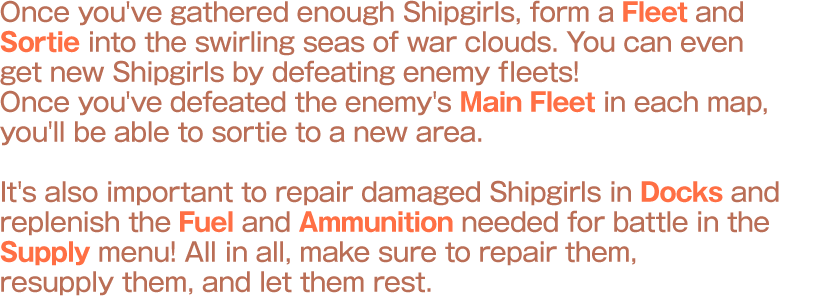 Once you've gathered enough Shipgirls, form a Fleet and
Sortie into the swirling seas of war clouds. You can even
get new Shipgirls by defeating enemy fleets!
Once you've defeated the enemy's Main Fleet in each map,
you'll be able to sortie to a new area.

It's also important to repair damaged Shipgirls in Docks and
replenish the Fuel and Ammunition needed for battle in the
Supply menu! All in all, make sure to repair them,
resupply them, and let them rest.